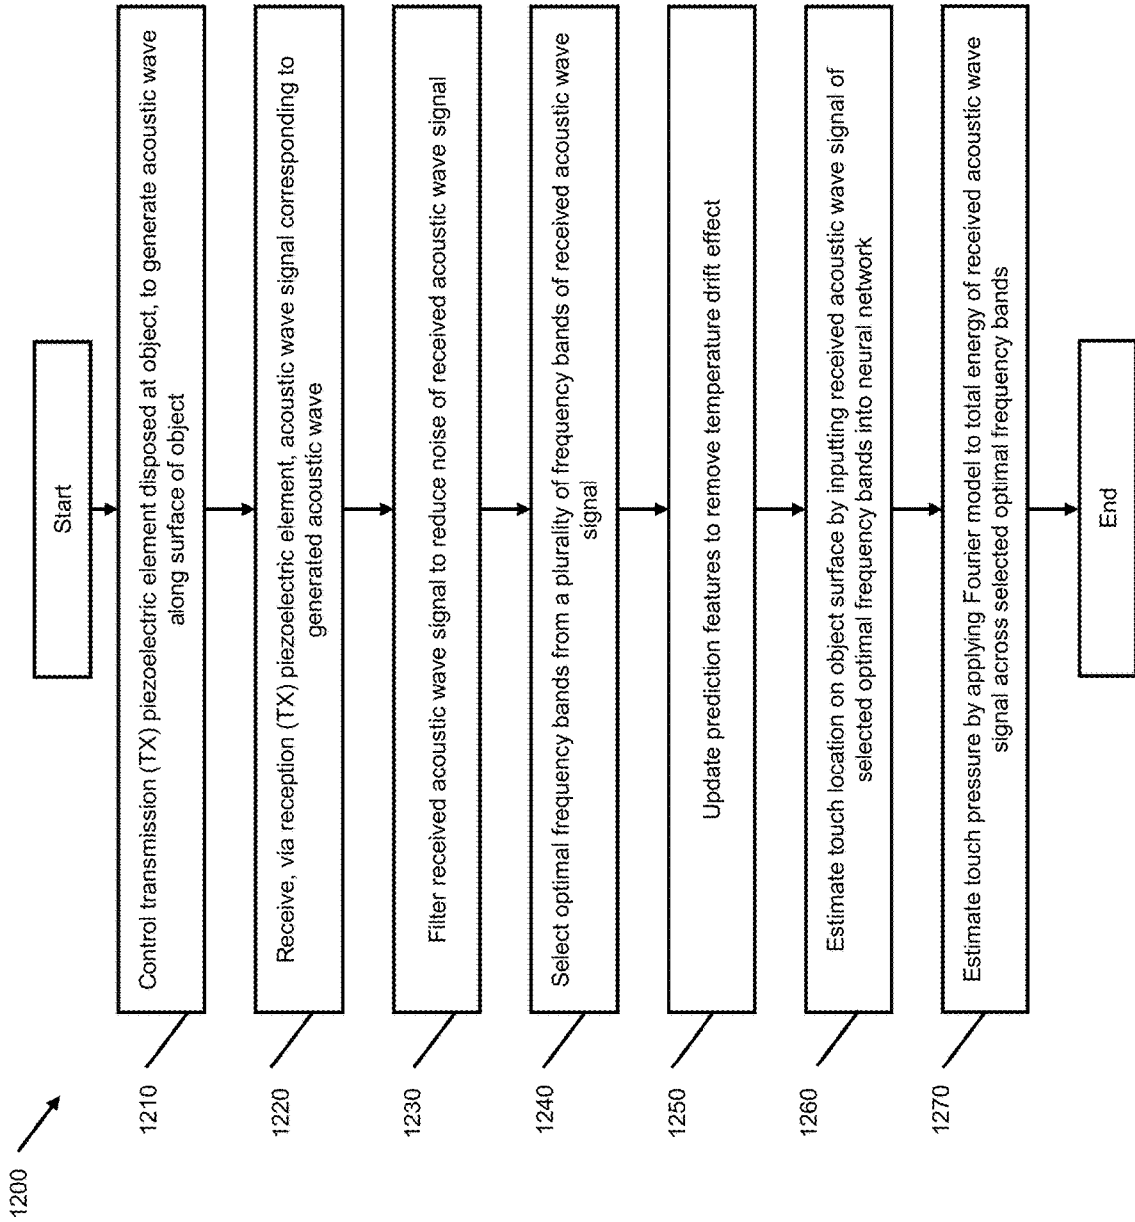 1200
Start
1210
Control transmission (TX) piezoelectric element disposed at object, to generate acoustic wave
along surface of object
1220
Receive, via reception (TX) piezoelectric element, acoustic wave signal corresponding to
generated acoustic wave
1230
Filter received acoustic wave signal to reduce noise of received acoustic wave signal
1240
Select optimal frequency bands from a plurality of frequency bands of received acoustic wave
signal
1250
Update prediction features to remove temperature drift effect
1260
Estimate touch location on object surface by inputting received acoustic wave signal of
selected optimal frequency bands into neural network
1270
Estimate touch pressure by applying Fourier model to total energy of received acoustic wave
signal across selected optimal frequency bands
End